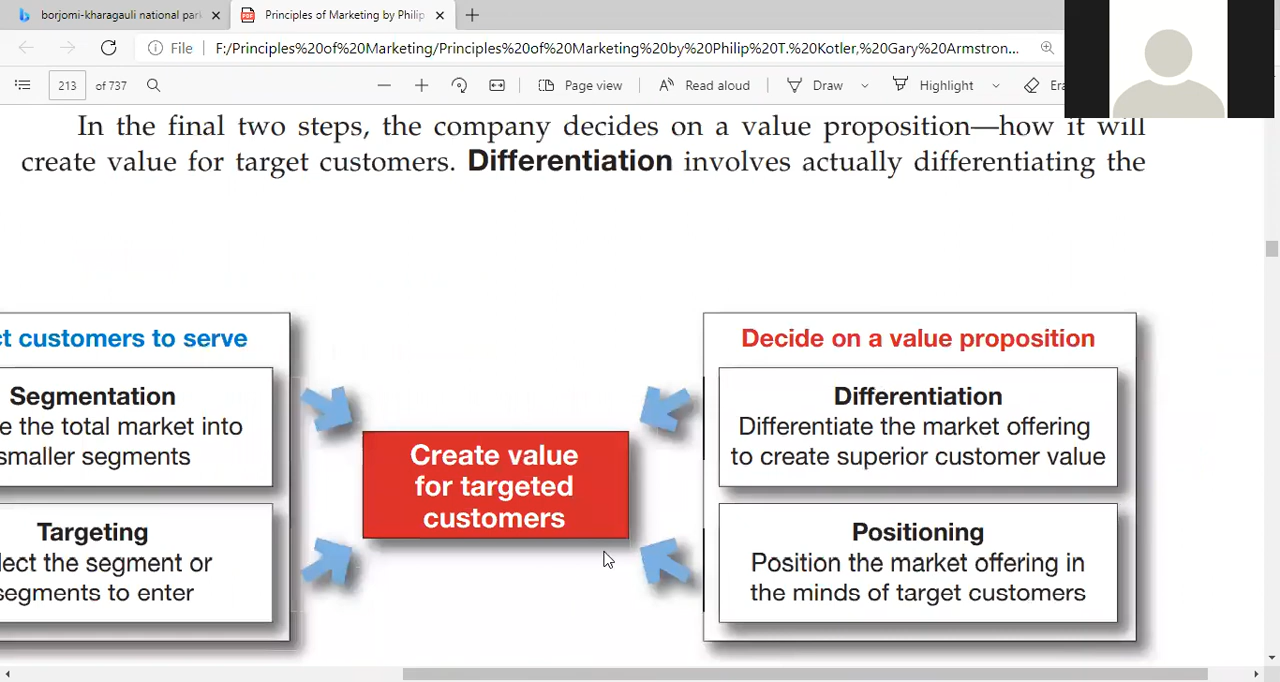 borjomi-kharagauli national park
Principles of Marketing by Philip
File
F:/Principles%20of%20Marketing/Principles%20of%20Marketing%20by%20Philip%20T.%20Kotler,%20Gary%20Armstron...
213 of 737
Page view
Read aloud
Draw
Highlight
Era
In the final two steps, the company decides on a value proposition—how it will
create value for target customers. Differentiation involves actually differentiating the
ct customers to serve
Segmentation
e the total market into
smaller segments
Targeting
lect the segment or
segments to enter
Create value
for targeted
customers
Decide on a value proposition
Differentiation
Differentiate the market offering
to create superior customer value
Positioning
Position the market offering in
the minds of target customers